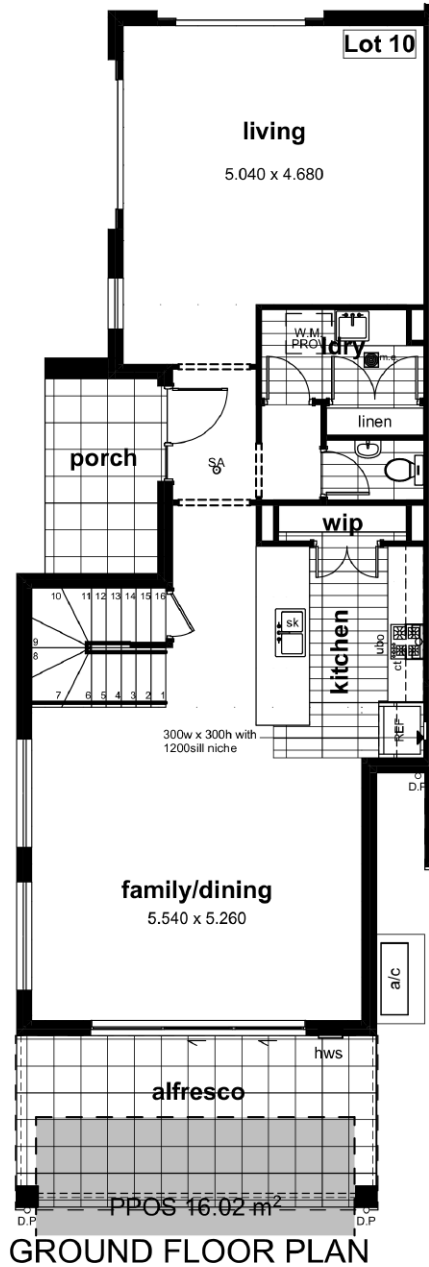 Lot 10
living
5.040 x 4.680
W.M.
PROV
ldry
m.e
linen
porch
SA
wip
10 11 12 13 14 15 16
9
8
7 6 5 4 3 2 1
sk
kitchen
ubo
ct
REF
300w x 300h with
1200sill niche
D.P
family/dining
5.540 x 5.260
a/c
hws
alfresco
PPOS 16.02 m²
D.P
D.P
GROUND FLOOR PLAN